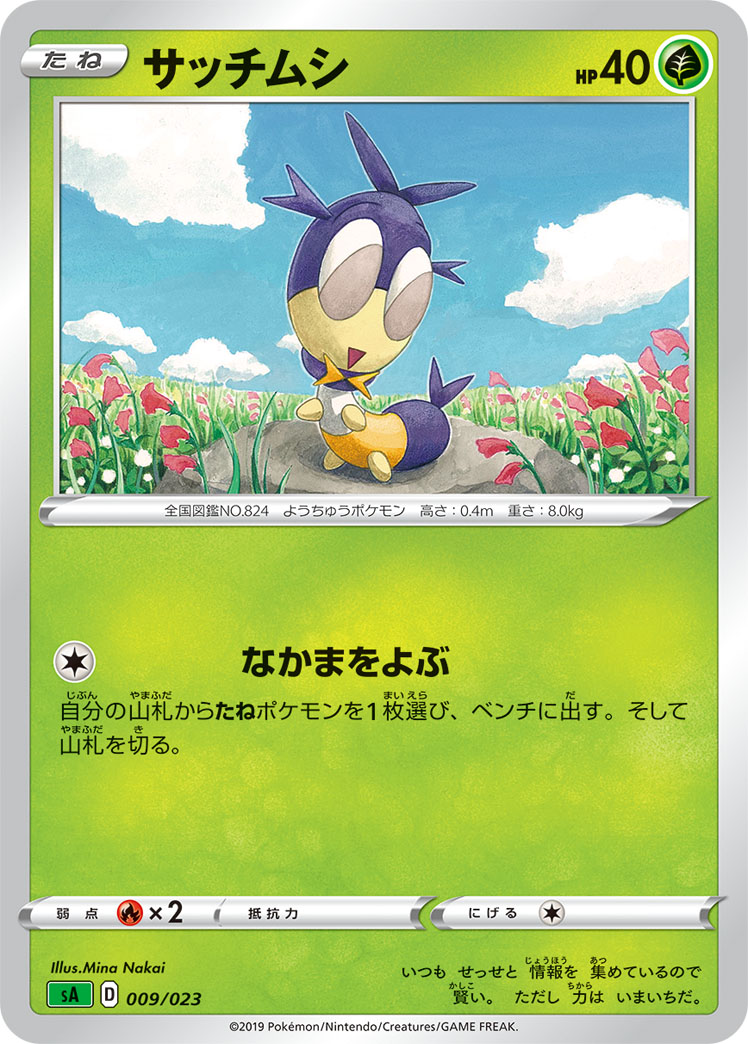 たね サッチムシ HP40
全国図鑑NO.824 ようちゅうポケモン 高さ:0.4m 重さ:8.0kg
なかまをよぶ
自分の山札からたねポケモンを1枚選び、ベンチに出す。そして
山札を切る。
弱点 ×2 抵抗力 にげる
Illus.Mina Nakai
いつも せっせと 情報を 集めているので
賢い。 ただし 力は いまいちだ。
sA D 009/023
©2019 Pokémon/Nintendo/Creatures/GAME FREAK.